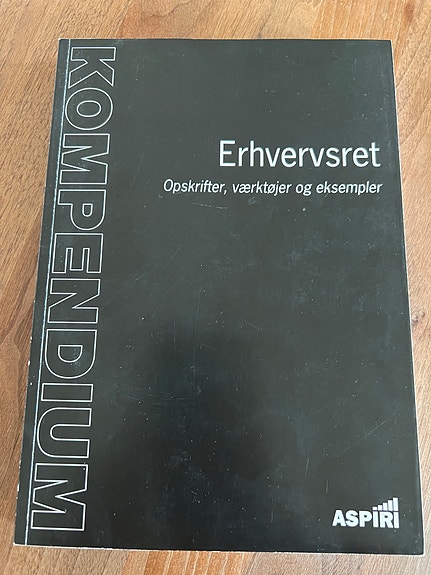 KOMPENDIUM
Erhvervsret
Opskrifter, værktøjer og eksempler
ASPIRI